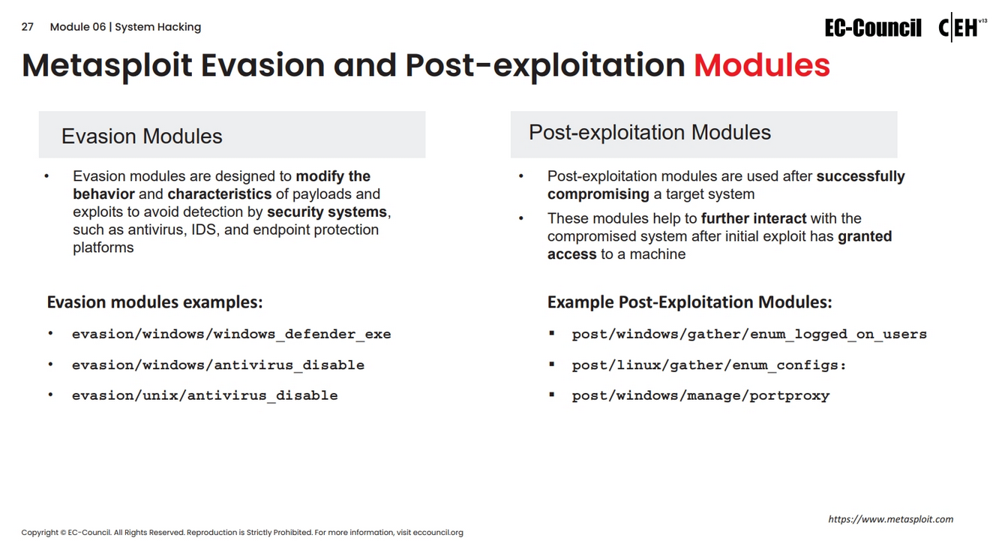 27 Module 06 | System Hacking
EC-Council C|EH v13
Metasploit Evasion and Post-exploitation Modules
Evasion Modules
• Evasion modules are designed to modify the
behavior and characteristics of payloads and
exploits to avoid detection by security systems,
such as antivirus, IDS, and endpoint protection
platforms
Evasion modules examples:
• evasion/windows/windows_defender_exe
• evasion/windows/antivirus_disable
• evasion/unix/antivirus_disable
Post-exploitation Modules
• Post-exploitation modules are used after successfully
compromising a target system
• These modules help to further interact with the
compromised system after initial exploit has granted
access to a machine
Example Post-Exploitation Modules:
▪ post/windows/gather/enum_logged_on_users
▪ post/linux/gather/enum_configs:
▪ post/windows/manage/portproxy
https://www.metasploit.com
Copyright © EC-Council. All Rights Reserved. Reproduction is Strictly Prohibited. For more information, visit eccouncil.org